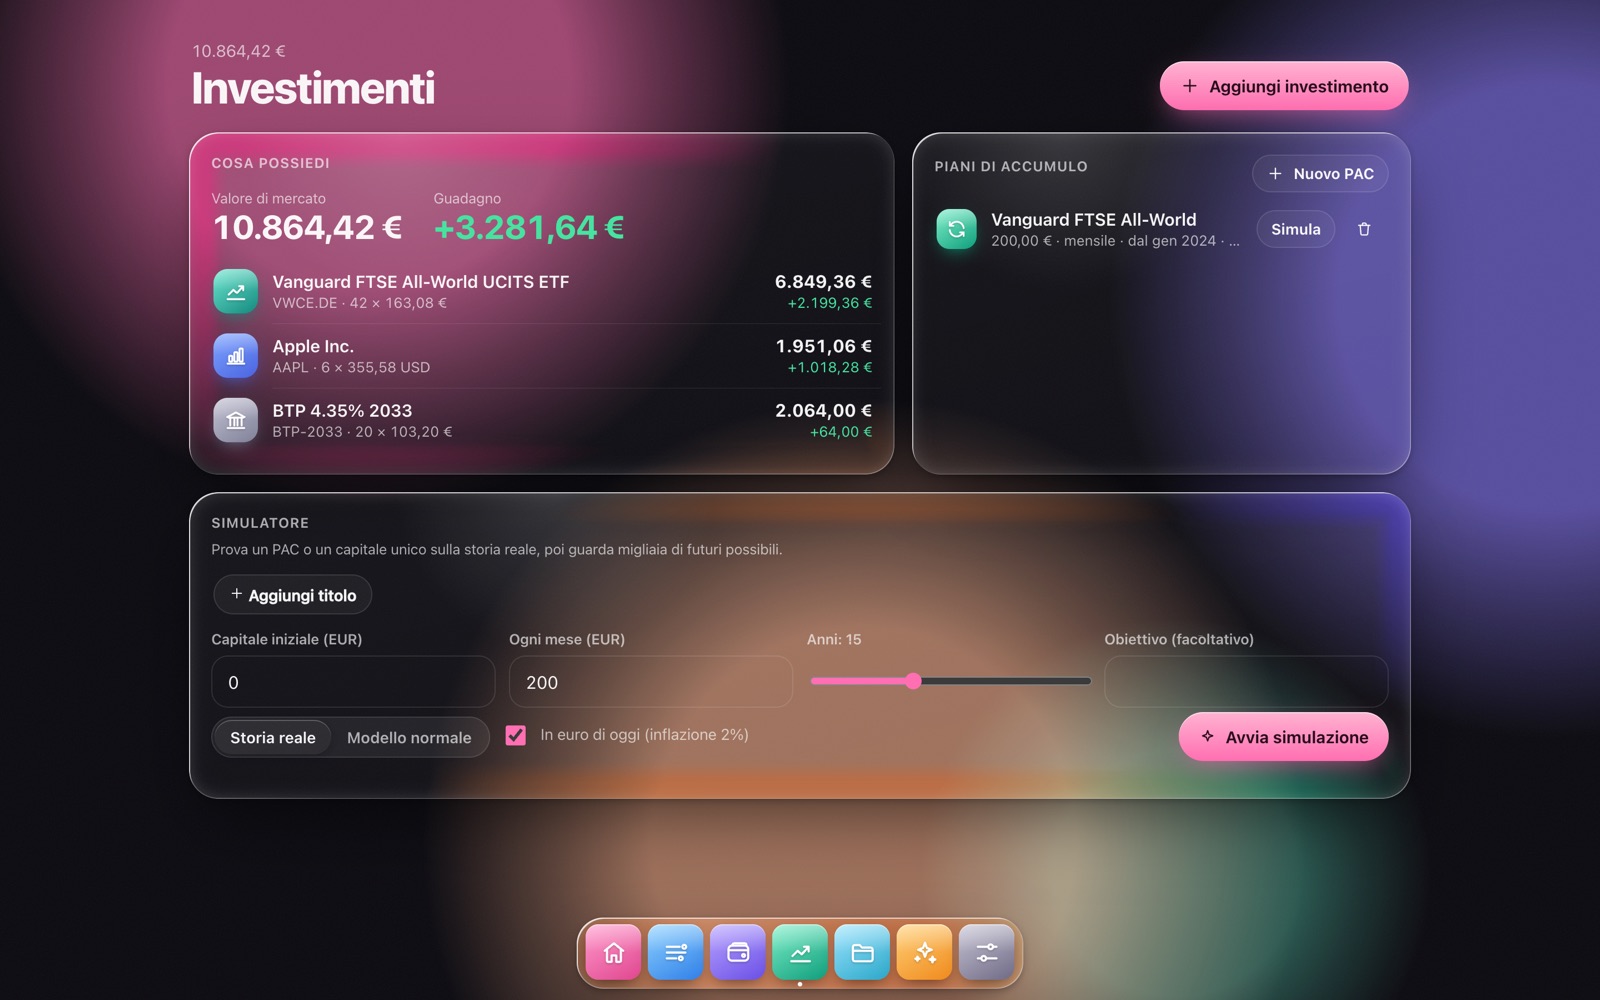 10.864,42 €
Investimenti
Aggiungi investimento
COSA POSSIEDI
Valore di mercato
Guadagno
10.864,42 €
+3.281,64 €
Vanguard FTSE All-World UCITS ETF
6.849,36 €
VWCE.DE · 42 × 163,08 €
+2.199,36 €
Apple Inc.
1.951,06 €
AAPL · 6 × 355,58 USD
+1.018,28 €
BTP 4.35% 2033
2.064,00 €
BTP-2033 · 20 × 103,20 €
+64,00 €
PIANI DI ACCUMULO
Nuovo PAC
Vanguard FTSE All-World
200,00 € · mensile · dal gen 2024 · ...
Simula
SIMULATORE
Prova un PAC o un capitale unico sulla storia reale, poi guarda migliaia di futuri possibili.
+ Aggiungi titolo
Capitale iniziale (EUR)
Ogni mese (EUR)
Anni: 15
Obiettivo (facoltativo)
0
200
Storia reale
Modello normale
In euro di oggi (inflazione 2%)
Avvia simulazione